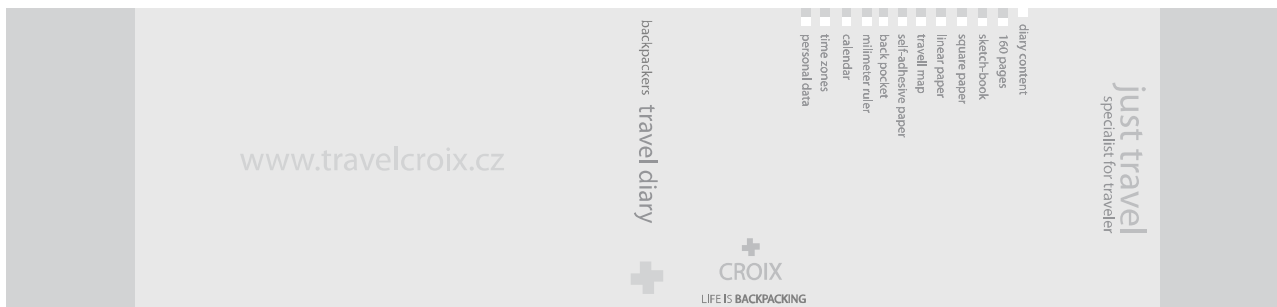 www.travelcroix.cz
backpackers travel diary
CROIX
LIFE IS BACKPACKING
diary content
160 pages
sketch-book
square paper
linear paper
travell map
self-adhesive paper
back pocket
milimeter ruler
calendar
time zones
personal data
just travel
specialist for traveler